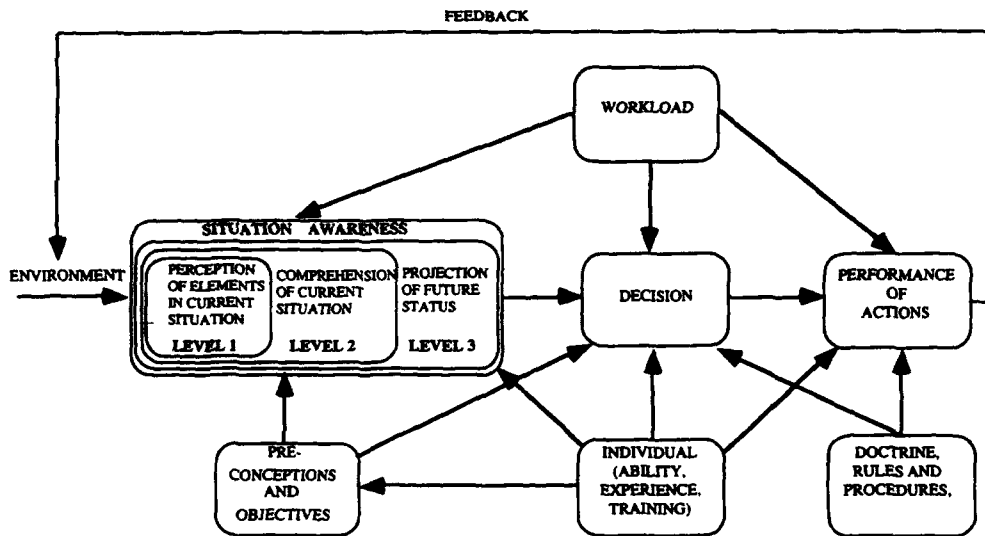 FEEDBACK
WORKLOAD
SITUATION AWARENESS
ENVIRONMENT
PERCEPTION
OF ELEMENTS
IN CURRENT
SITUATION
LEVEL 1
COMPREHENSION
OF CURRENT
SITUATION
LEVEL 2
PROJECTION
OF FUTURE
STATUS
LEVEL 3
DECISION
PERFORMANCE
OF
ACTIONS
PRE-
CONCEPTIONS
AND
OBJECTIVES
INDIVIDUAL
(ABILITY,
EXPERIENCE,
TRAINING)
DOCTRINE,
RULES AND
PROCEDURES,